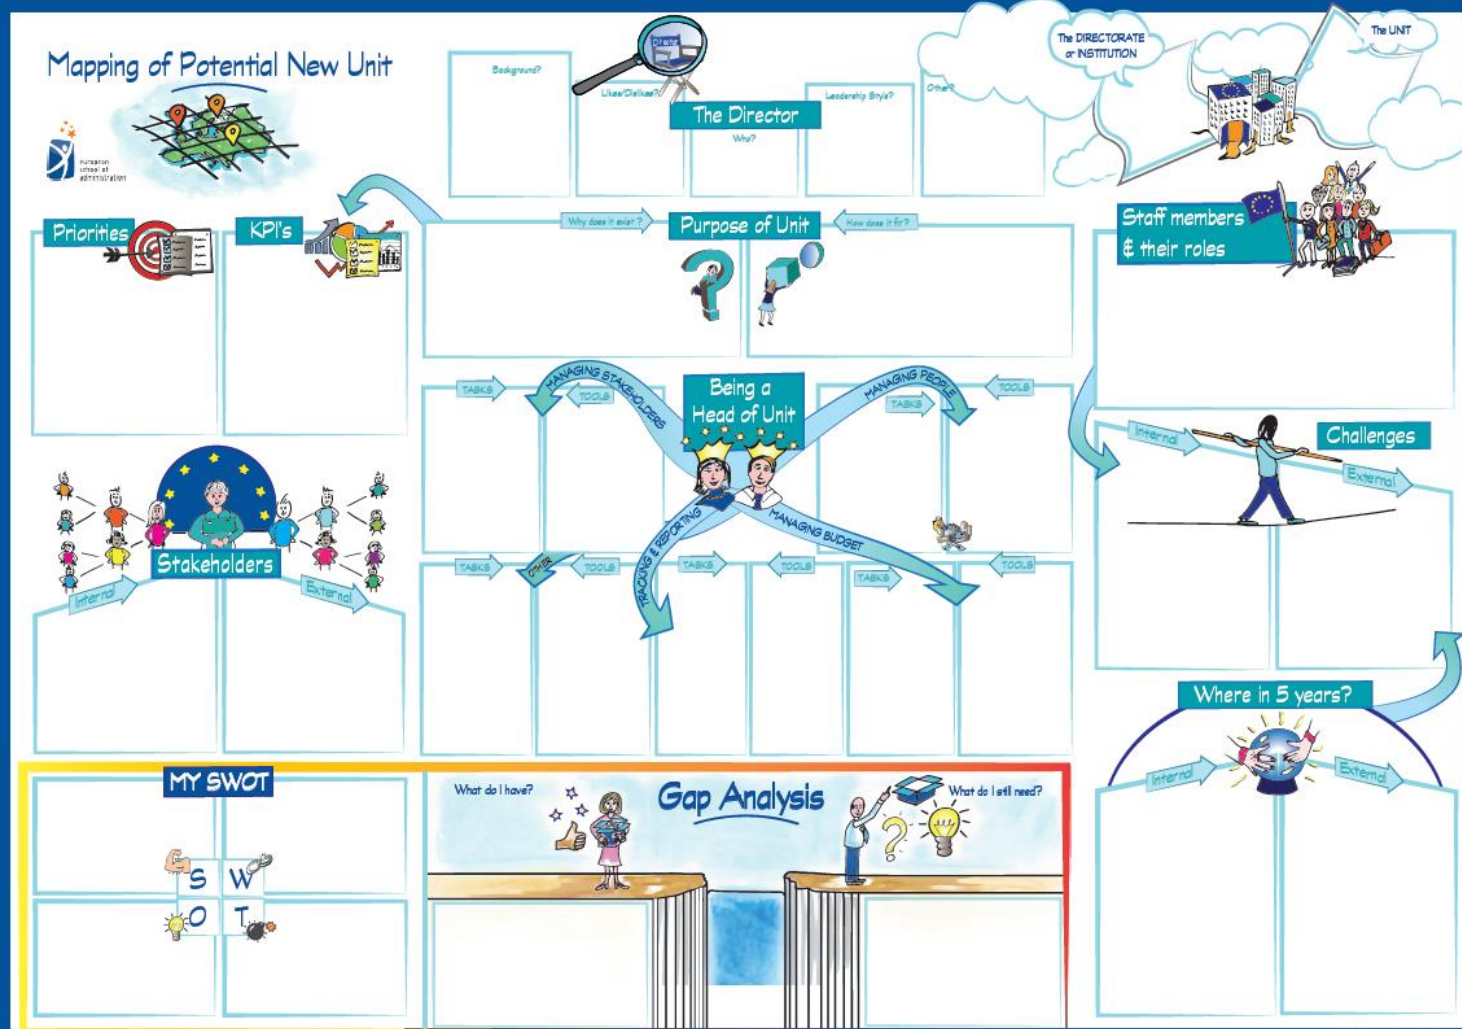 Mapping of Potential New Unit
european
school of
administration
Background?
Likes/Dislikes?
The Director
Who?
Leadership Style?
Other?
The DIRECTORATE
or INSTITUTION
The UNIT
Priorities
KPI's
Why does it exist?
Purpose of Unit
How does it fit?
Staff members
& their roles
TASKS
MANAGING STAKEHOLDERS
TOOLS
Being a
Head of Unit
MANAGING PEOPLE
TASKS
TOOLS
Internal
Challenges
External
Stakeholders
Internal
External
TASKS
OTHER
TOOLS
TRACKING & REPORTING
TASKS
TOOLS
MANAGING BUDGET
TASKS
TOOLS
Where in 5 years?
Internal
External
MY SWOT
S W
O T
What do I have?
Gap Analysis
What do I still need?